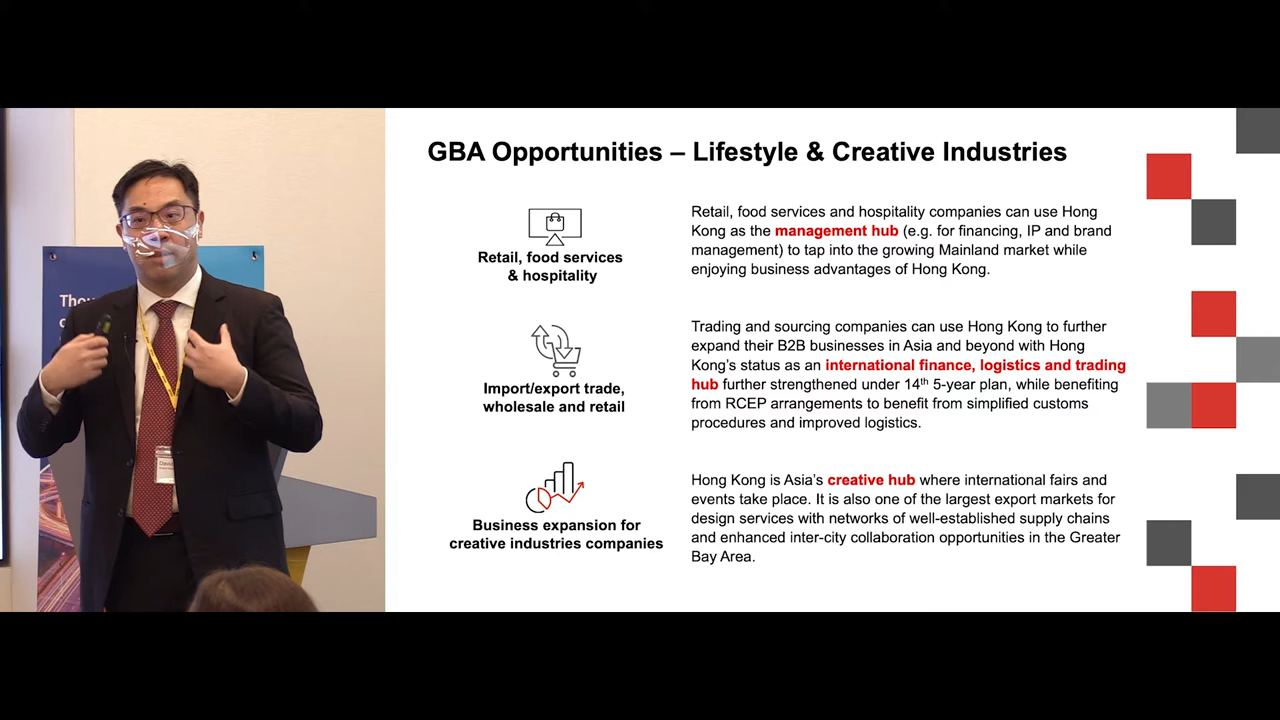 GBA Opportunities – Lifestyle & Creative Industries
Retail, food services
& hospitality
Retail, food services and hospitality companies can use Hong
Kong as the management hub (e.g. for financing, IP and brand
management) to tap into the growing Mainland market while
enjoying business advantages of Hong Kong.
Import/export trade,
wholesale and retail
Trading and sourcing companies can use Hong Kong to further
expand their B2B businesses in Asia and beyond with Hong
Kong's status as an international finance, logistics and trading
hub further strengthened under 14th 5-year plan, while benefiting
from RCEP arrangements to benefit from simplified customs
procedures and improved logistics.
Business expansion for
creative industries companies
Hong Kong is Asia's creative hub where international fairs and
events take place. It is also one of the largest export markets for
design services with networks of well-established supply chains
and enhanced inter-city collaboration opportunities in the Greater
Bay Area.